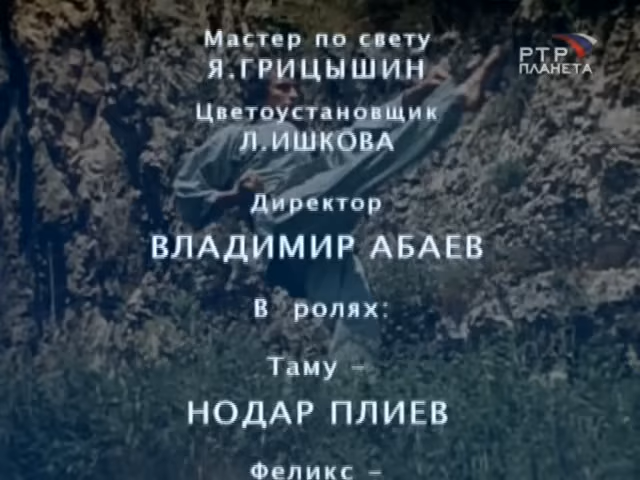 Мастер по свету
Я.ГРИЦЫШИН
РТР
ПЛАНЕТА
Цветоустановщик
Л.ИШКОВА
Директор
ВЛАДИМИР АБАЕВ
В ролях:
Таму –
НОДАР ПЛИЕВ
Феликс –